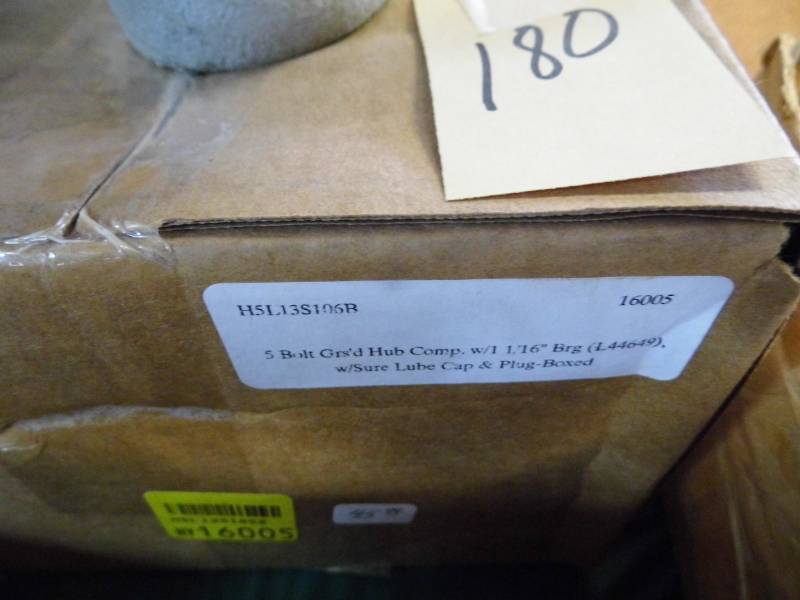 180
H5L13S106B 16005
5 Bolt Grs'd Hub Comp. w/1 1/16" Brg (L44649),
w/Sure Lube Cap & Plug-Boxed
16005